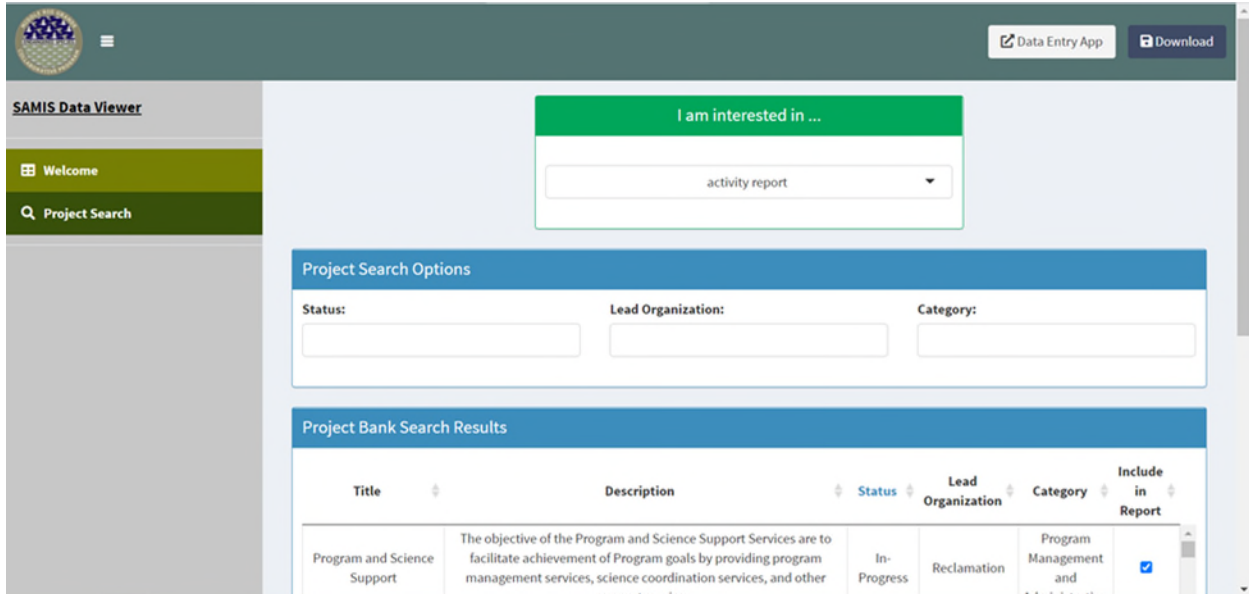 Data Entry App
Download
SAMIS Data Viewer
Welcome
Project Search
I am interested in ...
activity report
Project Search Options
Status:
Lead Organization:
Category:
Project Bank Search Results
Title
Description
Status
Lead
Organization
Category
Include
in
Report
Program and Science
Support
The objective of the Program and Science Support Services are to
facilitate achievement of Program goals by providing program
management services, science coordination services, and other
In-
Progress
Reclamation
Program
Management
and